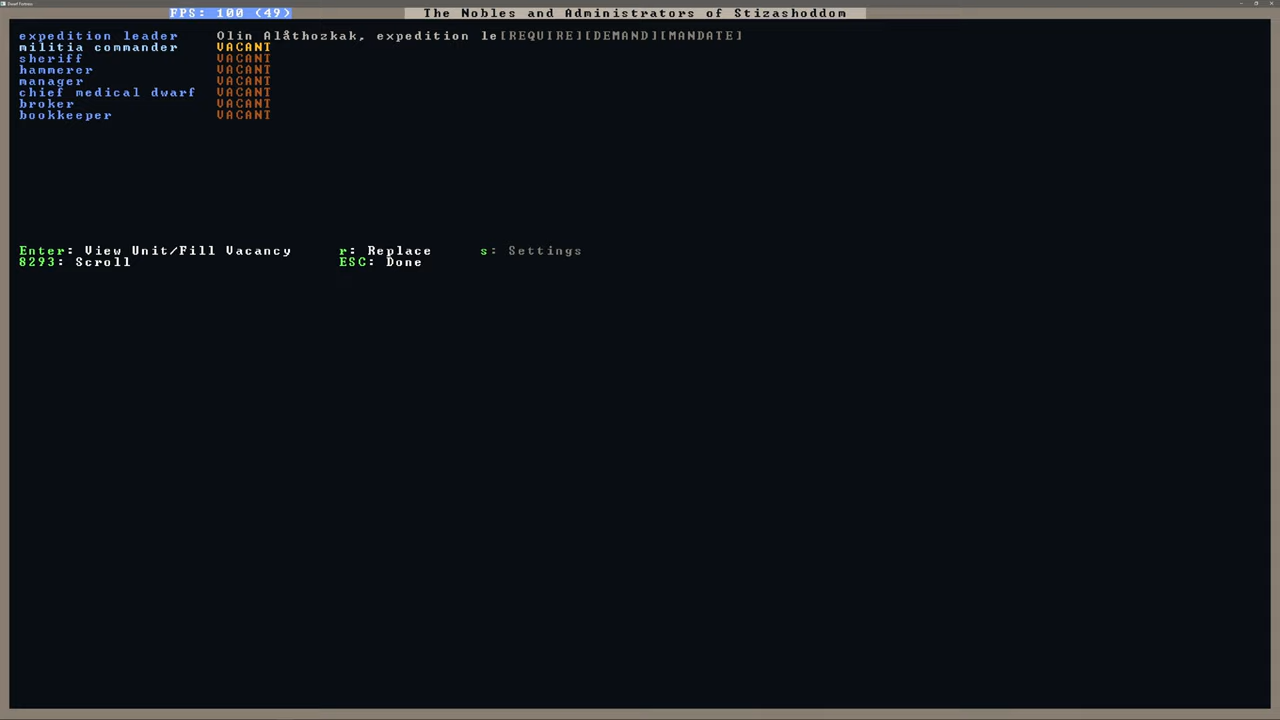 Dwarf Fortress
FPS: 100 (49) The Nobles and Administrators of Stizashoddom
expedition leader Olin Alåthozkak, expedition le[REQUIRE][DEMAND][MANDATE]
militia commander VACANT
sheriff VACANT
hammerer VACANT
manager VACANT
chief medical dwarf VACANT
broker VACANT
bookkeeper VACANT
Enter: View Unit/Fill Vacancy r: Replace s: Settings
8293: Scroll ESC: Done